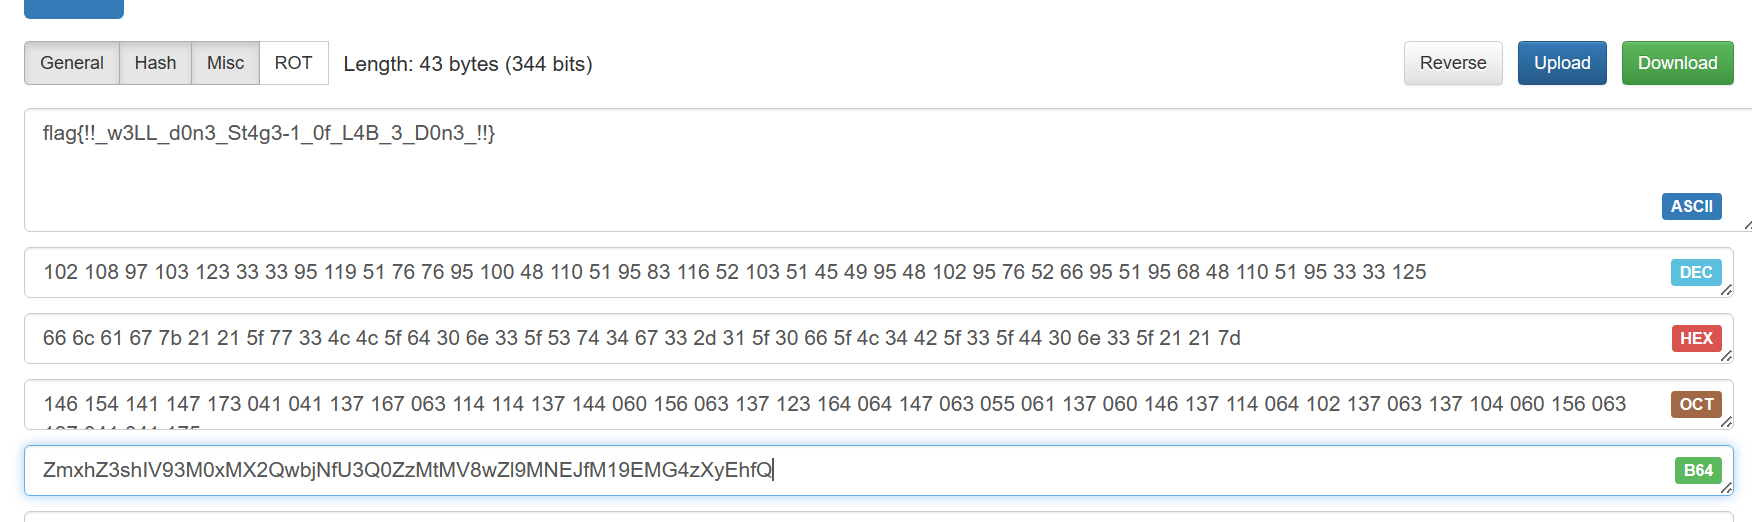 General Hash Misc ROT Length: 43 bytes (344 bits) Reverse Upload Download
flag{!!_w3LL_d0n3_St4g3-1_0f_L4B_3_D0n3_!!}
ASCII
102 108 97 103 123 33 33 95 119 51 76 76 95 100 48 110 51 95 83 116 52 103 51 45 49 95 48 102 95 76 52 66 95 51 95 68 48 110 51 95 33 33 125 DEC
66 6c 61 67 7b 21 21 5f 77 33 4c 4c 5f 64 30 6e 33 5f 53 74 34 67 33 2d 31 5f 30 66 5f 4c 34 42 5f 33 5f 44 30 6e 33 5f 21 21 7d HEX
146 154 141 147 173 041 041 137 167 063 114 114 137 144 060 156 063 137 123 164 064 147 063 055 061 137 060 146 137 114 064 102 137 063 137 104 060 156 063 OCT
ZmxhZ3shIV93M0xMX2QwbjNfU3Q0ZzMtMV8wZl9MNEJfM19EMG4zXyEhfQ B64